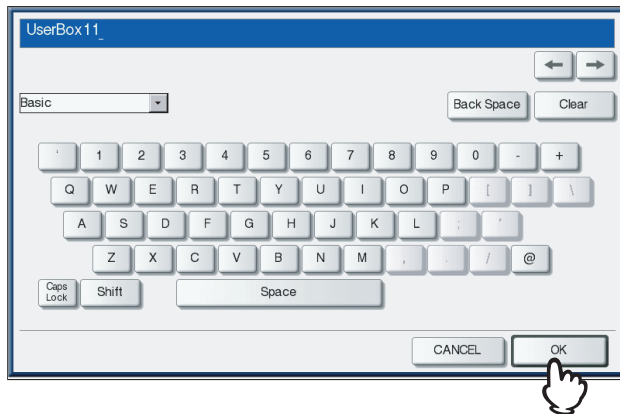 UserBox11_
← →
Basic Back Space Clear
` 1 2 3 4 5 6 7 8 9 0 - +
Q W E R T Y U I O P [ ] \
A S D F G H J K L ; '
Z X C V B N M , . / @
Caps Lock Shift Space
CANCEL OK